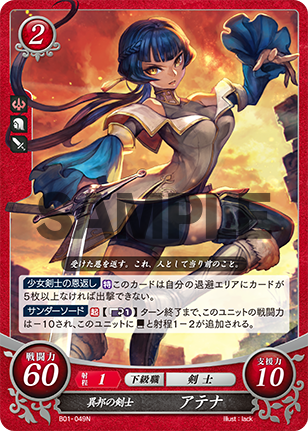 2
SAMPLE
受けた恩を返す。これ、人として当り前のこと。
少女剣士の恩返し 特 このカードは自分の退避エリアにカードが
5枚以上なければ出撃できない。
サンダーソード 起 【 1】ターン終了まで、このユニットの戦闘力
は－10され、このユニットに と射程1－2が追加される。
戦闘力
60
射程 1 下級職 剣士
支援力
10
異邦の剣士 アテナ
B01-049N
Illust : lack